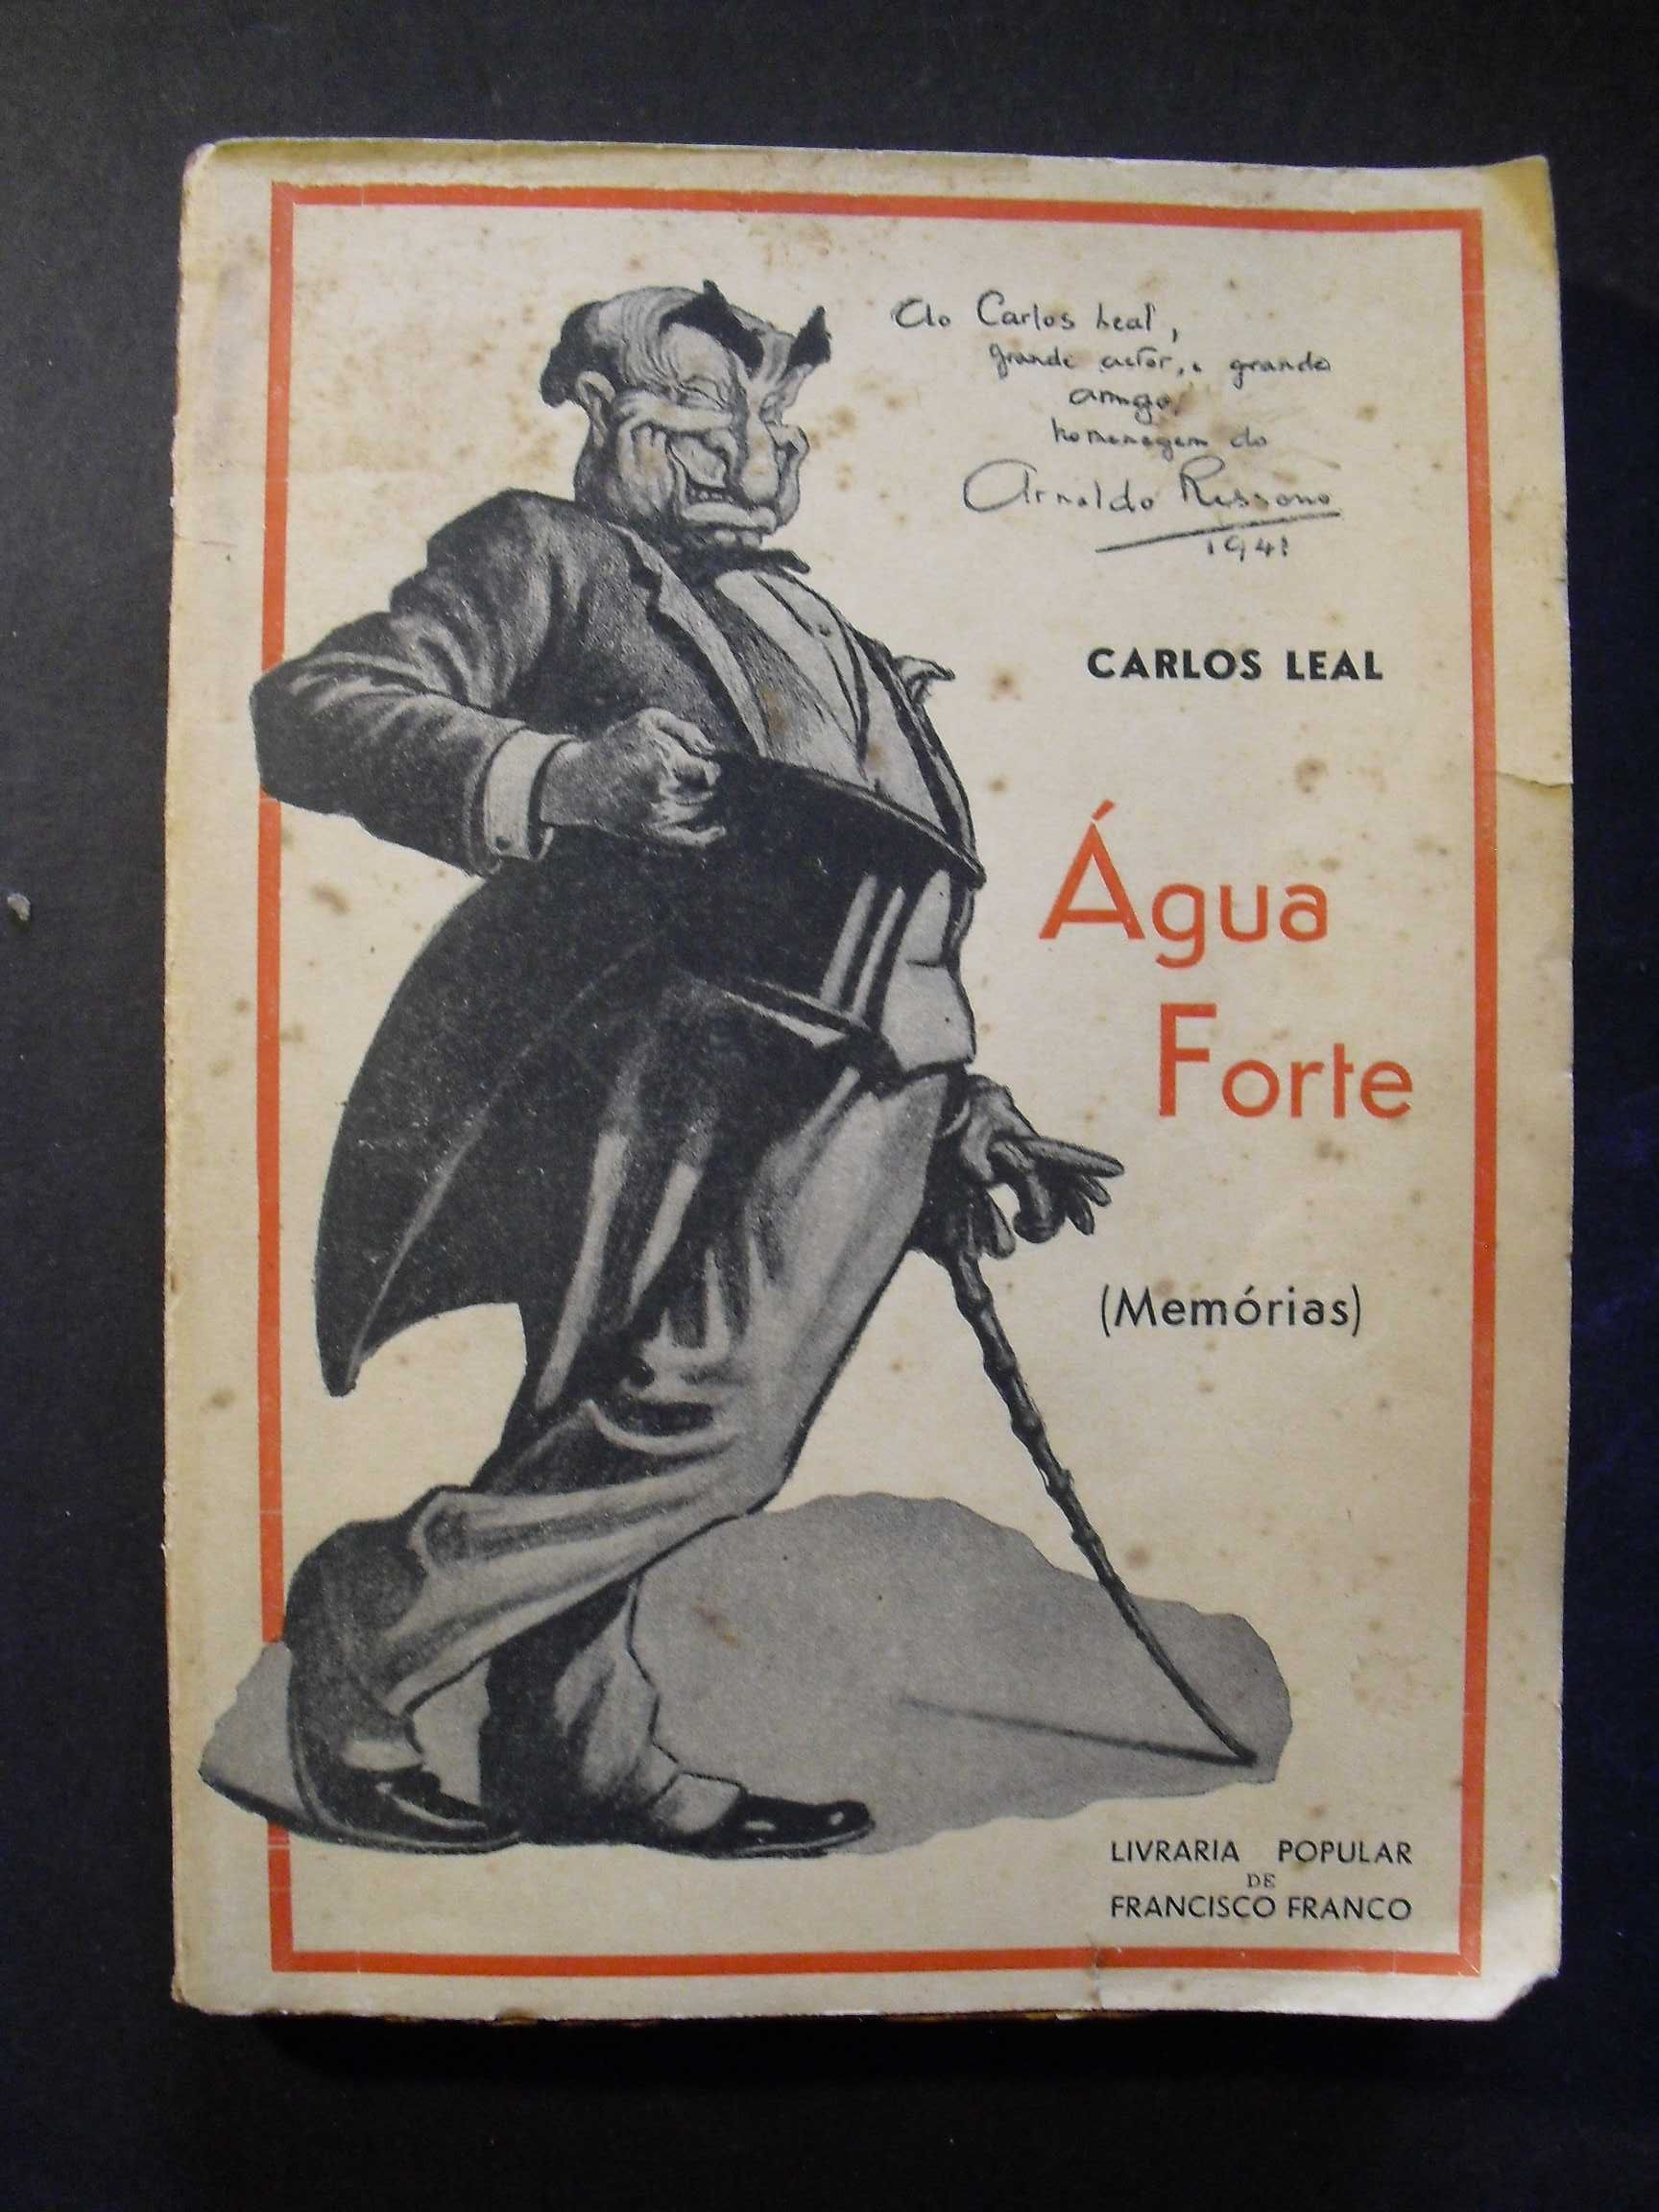 Ao Carlos Leal,
grande actor, e grande
amigo,
homenagem do
Arnaldo Ressano
1941
CARLOS LEAL
Água
Forte
(Memórias)
LIVRARIA POPULAR
DE
FRANCISCO FRANCO